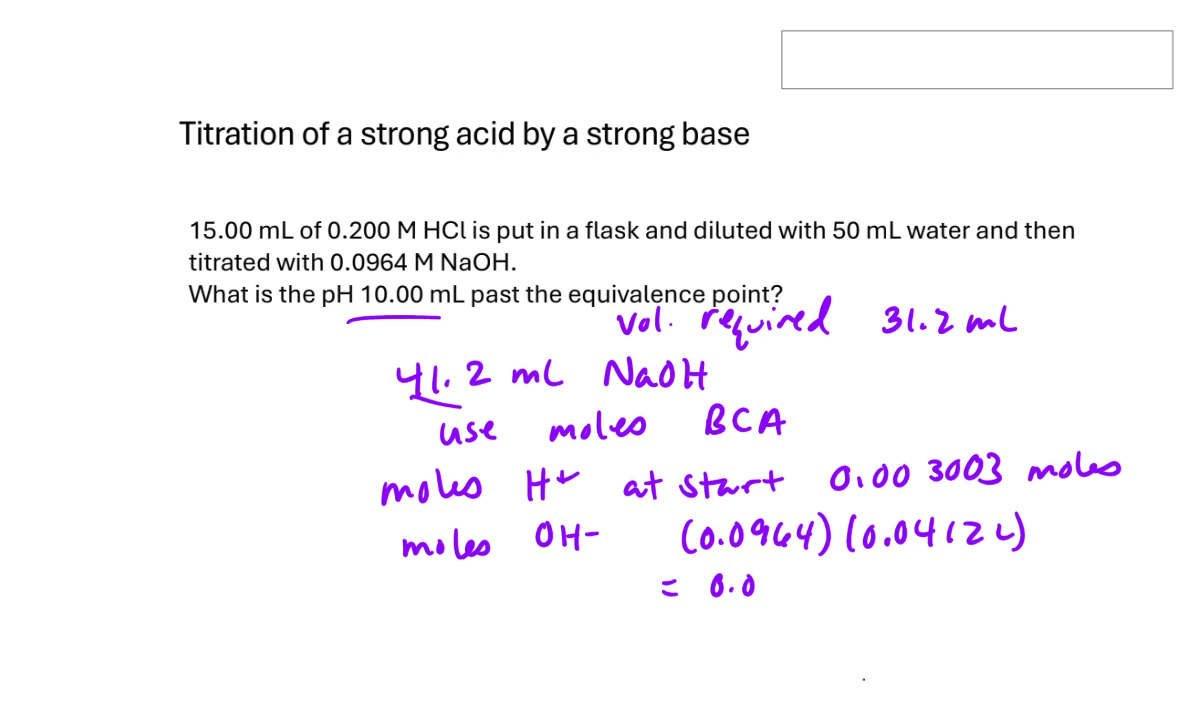 Titration of a strong acid by a strong base
15.00 mL of 0.200 M HCl is put in a flask and diluted with 50 mL water and then
titrated with 0.0964 M NaOH.
What is the pH 10.00 mL past the equivalence point?
vol. required 31.2 mL
41.2 mL NaOH
use moles BCA
moles H+ at start 0.003003 moles
moles OH- (0.0964)(0.0412L)
= 0.0